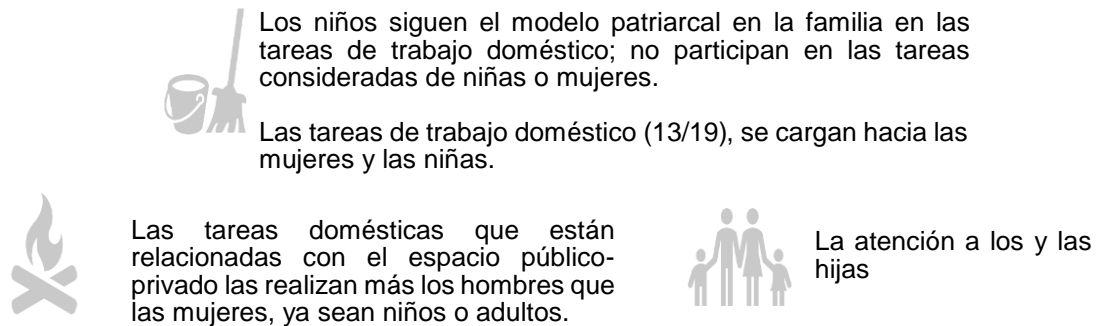 Los niños siguen el modelo patriarcal en la familia en las
tareas de trabajo doméstico; no participan en las tareas
consideradas de niñas o mujeres.
Las tareas de trabajo doméstico (13/19), se cargan hacia las
mujeres y las niñas.
Las tareas domésticas que están
relacionadas con el espacio público-
privado las realizan más los hombres que
las mujeres, ya sean niños o adultos.
La atención a los y las
hijas